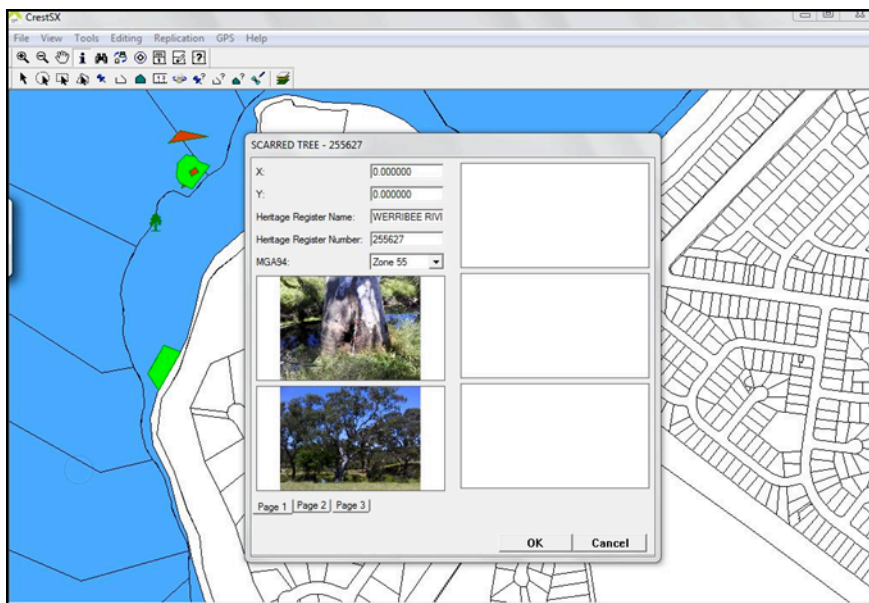 CrestSX
File View Tools Editing Replication GPS Help
SCARRED TREE - 255627
X: 0.000000
Y: 0.000000
Heritage Register Name: WERRIBEE RIVI
Heritage Register Number: 255627
MGA94: Zone 55
Page 1 Page 2 Page 3
OK Cancel